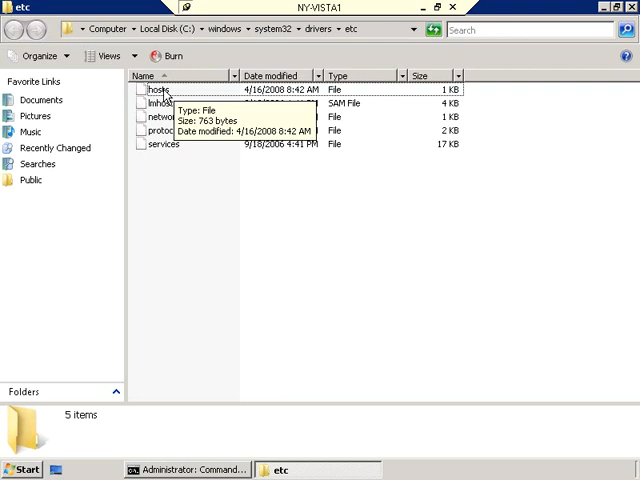 etc
NY-VISTA1
Computer Local Disk (C:) windows system32 drivers etc
Search
Organize Views Burn
Favorite Links
Documents
Pictures
Music
Recently Changed
Searches
Public
Folders
Name Date modified Type Size
hosts 4/16/2008 8:42 AM File 1 KB
SAM File 4 KB
File 1 KB
File 2 KB
services 9/18/2006 4:41 PM File 17 KB
Type: File
Size: 763 bytes
Date modified: 4/16/2008 8:42 AM
5 items
Start
Administrator: Command...
etc